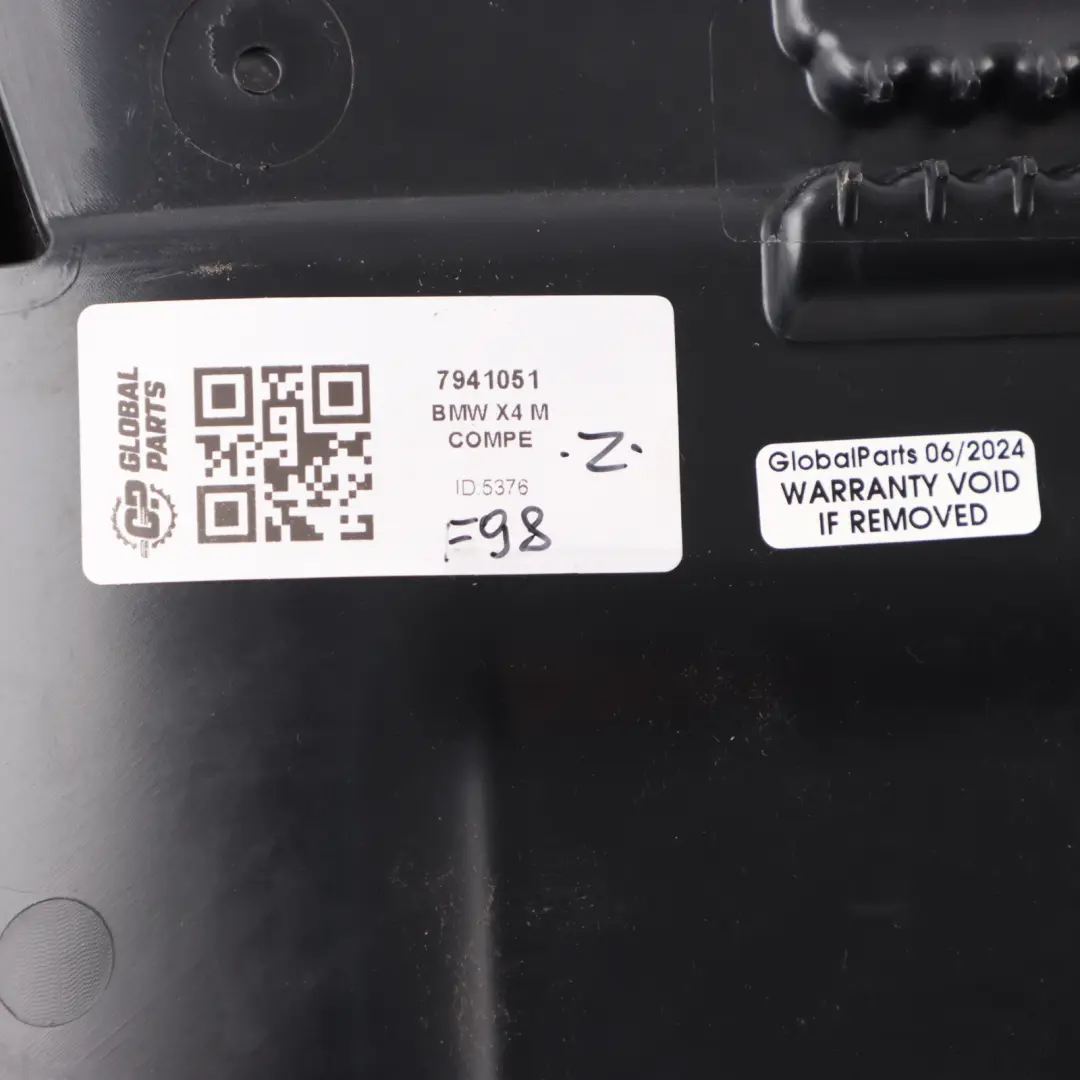 GLOBAL
PARTS
7941051
BMW X4 M
COMPE
.Z.
ID:5376
F98
GlobalParts 06/2024
WARRANTY VOID
IF REMOVED